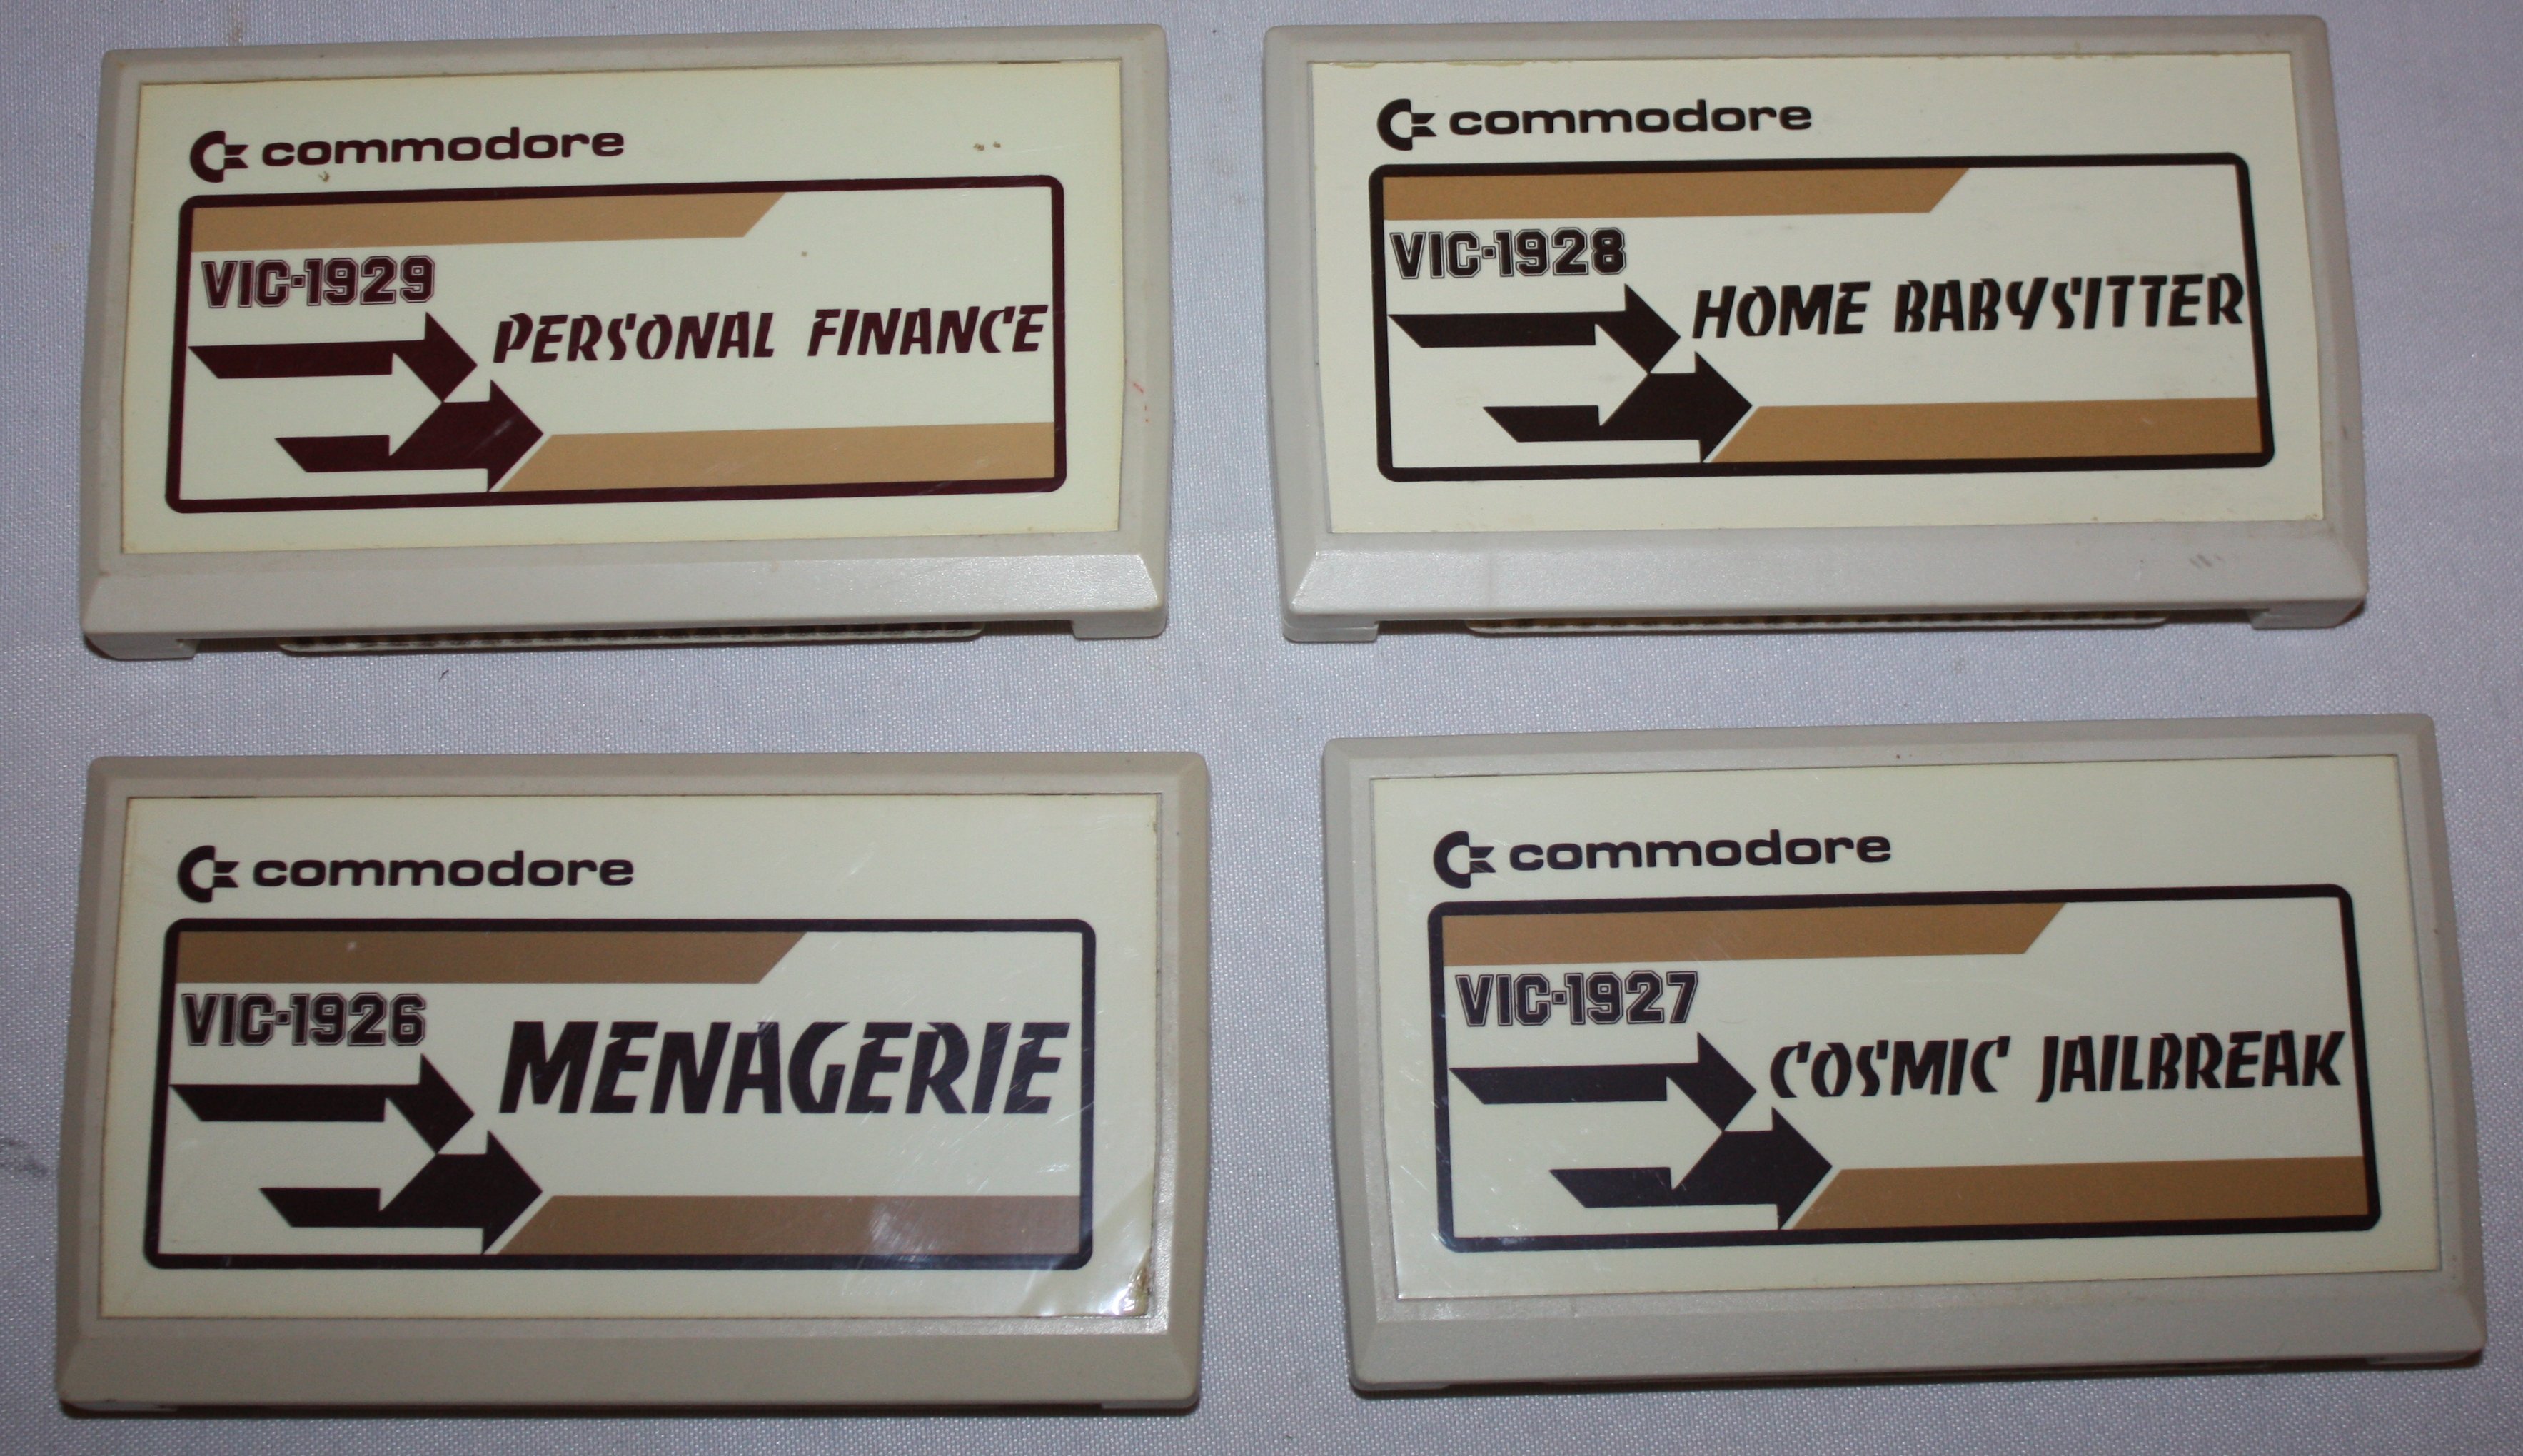 commodore
VIC·1929
PERSONAL FINANCE
commodore
VIC·1928
HOME BABYSITTER
commodore
VIC·1926
MENAGERIE
commodore
VIC·1927
COSMIC JAILBREAK